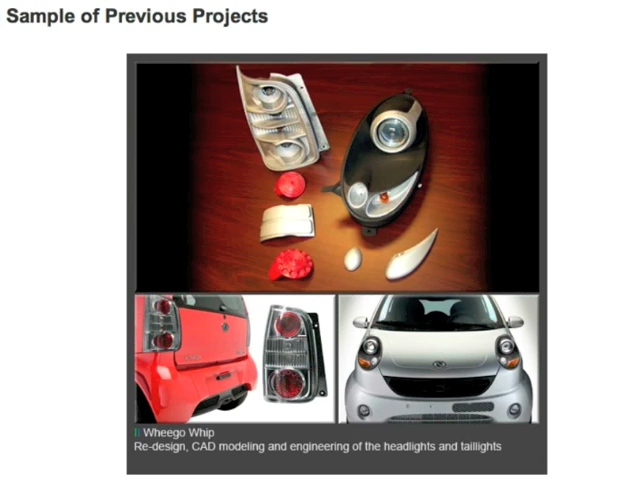 Sample of Previous Projects
|| Wheego Whip
Re-design, CAD modeling and engineering of the headlights and taillights